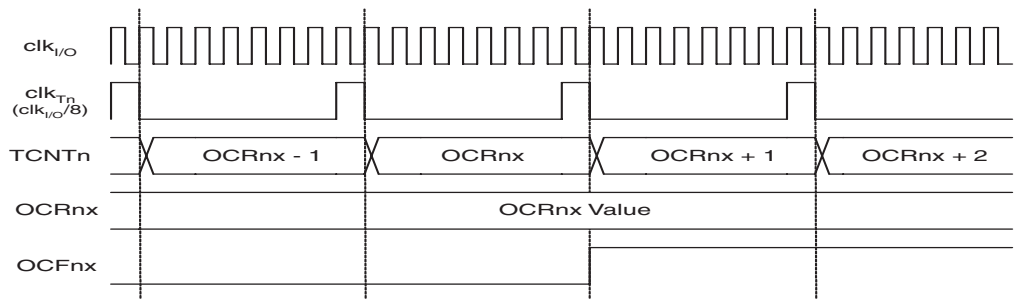 clkI/O
clkTn
(clkI/O/8)
TCNTn OCRnx - 1 OCRnx OCRnx + 1 OCRnx + 2
OCRnx OCRnx Value
OCFnx